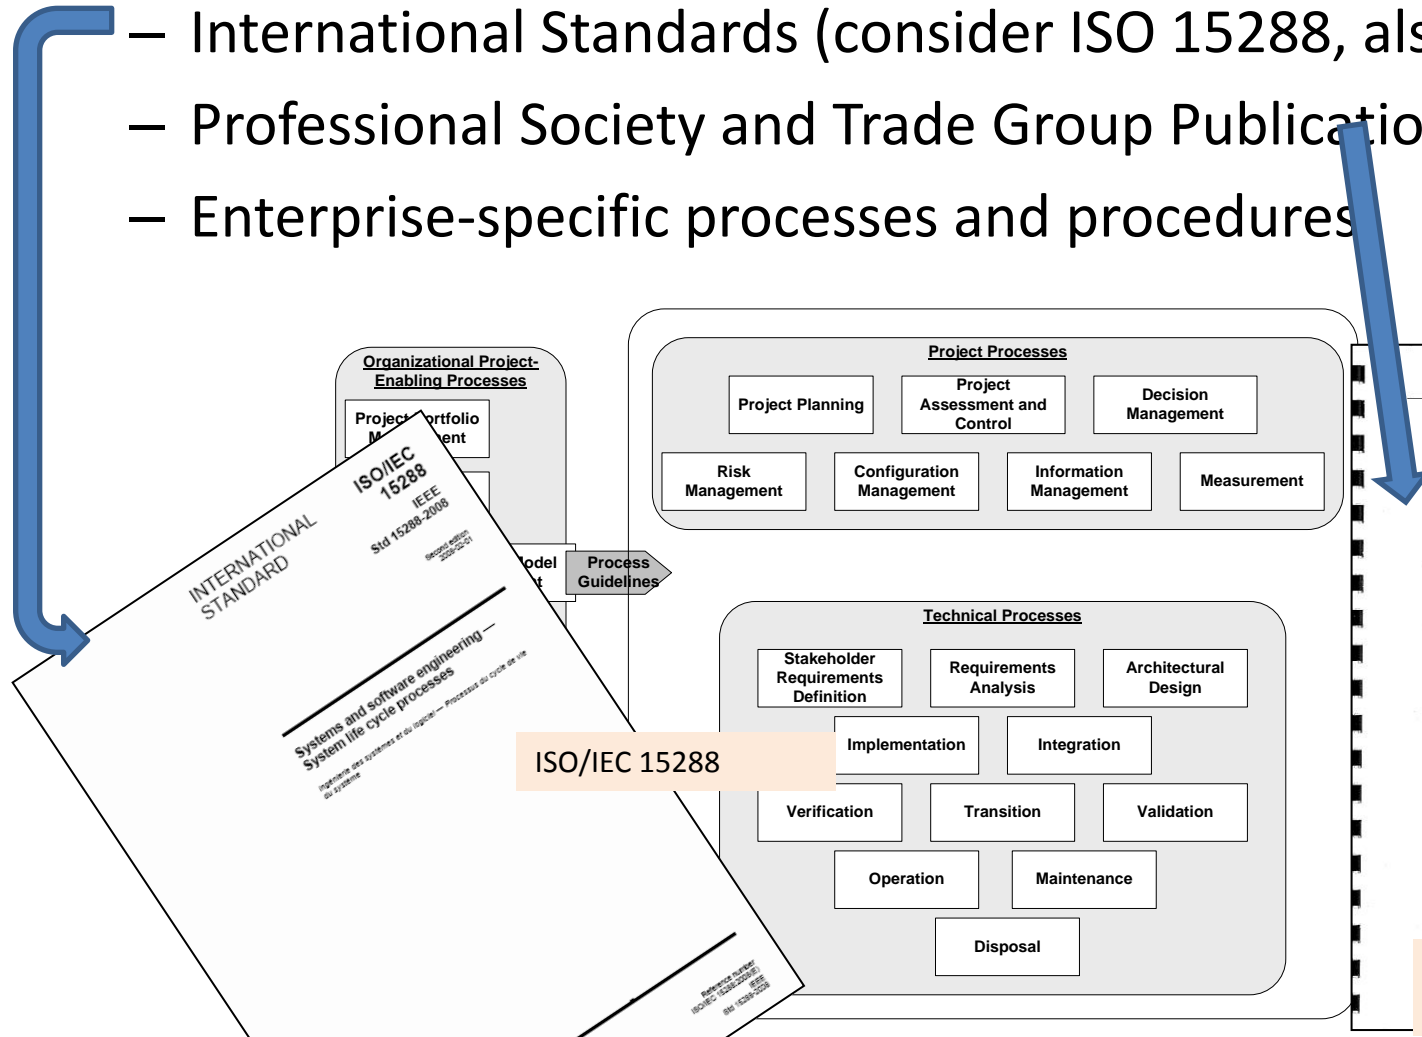 – International Standards (consider ISO 15288, als
– Professional Society and Trade Group Publicatio
– Enterprise-specific processes and procedures
Organizational Project-
Enabling Processes
Project Portfolio
ent
odel
t
Process
Guidelines
Project Processes
Project Planning
Project
Assessment and
Control
Decision
Management
Risk
Management
Configuration
Management
Information
Management
Measurement
Technical Processes
Stakeholder
Requirements
Definition
Requirements
Analysis
Architectural
Design
Implementation
Integration
Verification
Transition
Validation
Operation
Maintenance
Disposal
INTERNATIONAL
STANDARD
ISO/IEC
15288
IEEE
Std 15288-2008
Second edition
2008-02-01
Systems and software engineering —
System life cycle processes
Ingénierie des systèmes et du logiciel — Processus du cycle de vie
du système
ISO/IEC 15288
Reference number
ISO/IEC 15288:2008(E)
IEEE
Std 15288-2008